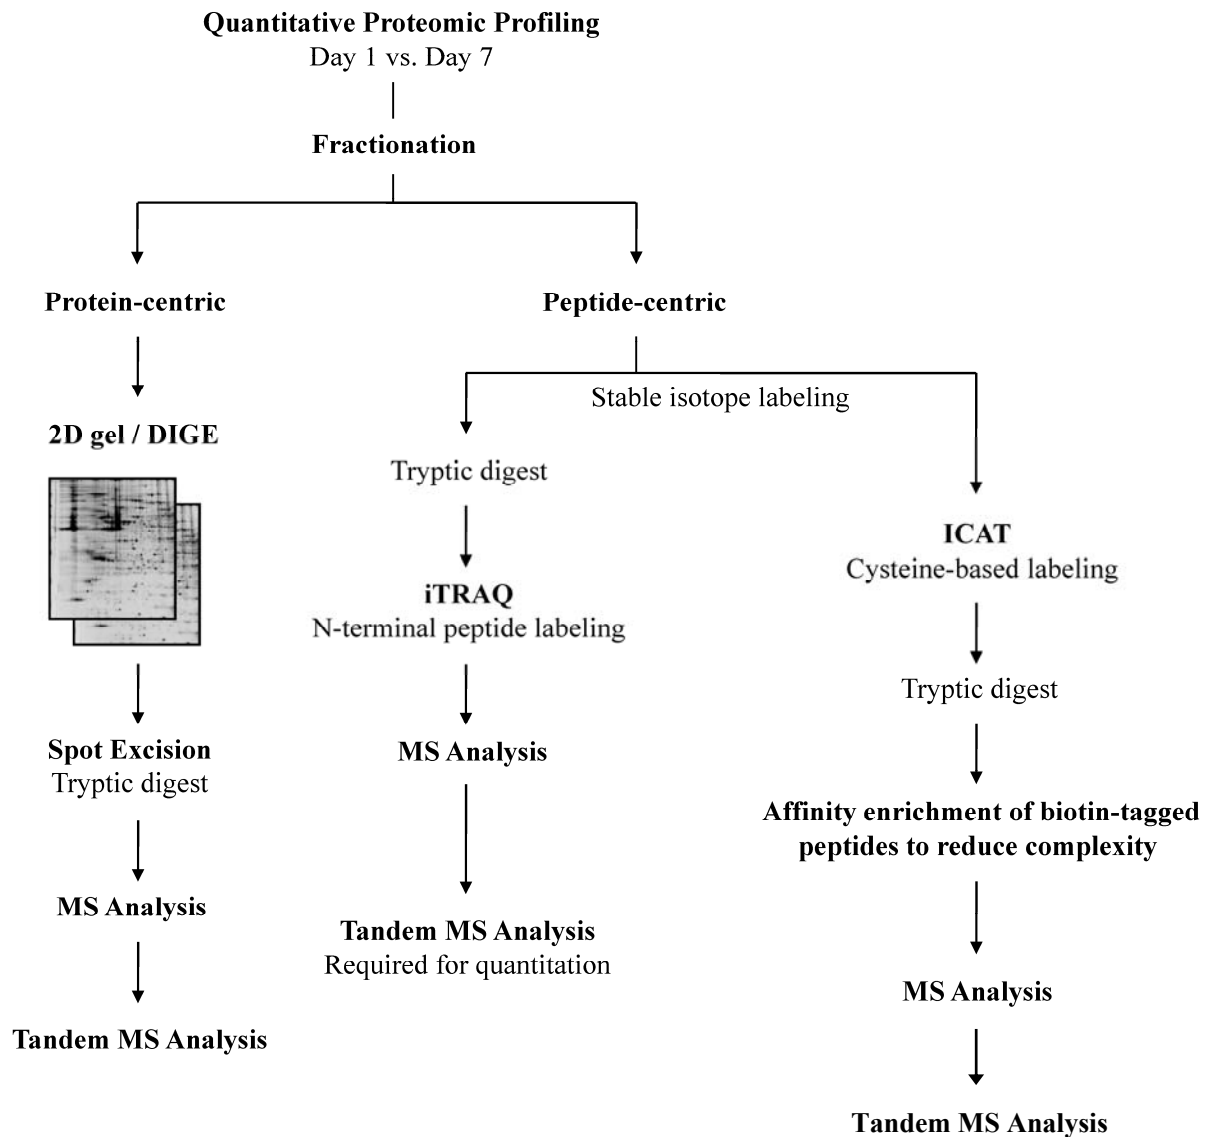 Quantitative Proteomic Profiling
Day 1 vs. Day 7
Fractionation
Protein-centric
2D gel / DIGE
Spot Excision
Tryptic digest
MS Analysis
Tandem MS Analysis
Peptide-centric
Stable isotope labeling
Tryptic digest
iTRAQ
N-terminal peptide labeling
MS Analysis
Tandem MS Analysis
Required for quantitation
ICAT
Cysteine-based labeling
Tryptic digest
Affinity enrichment of biotin-tagged
peptides to reduce complexity
MS Analysis
Tandem MS Analysis